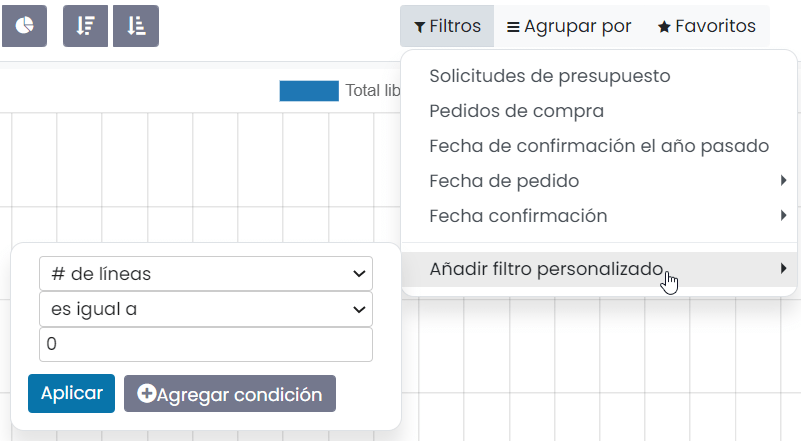 Filtros
Agrupar por
Favoritos
Total lib
Solicitudes de presupuesto
Pedidos de compra
Fecha de confirmación el año pasado
Fecha de pedido
Fecha confirmación
Añadir filtro personalizado
# de líneas
es igual a
0
Aplicar
Agregar condición